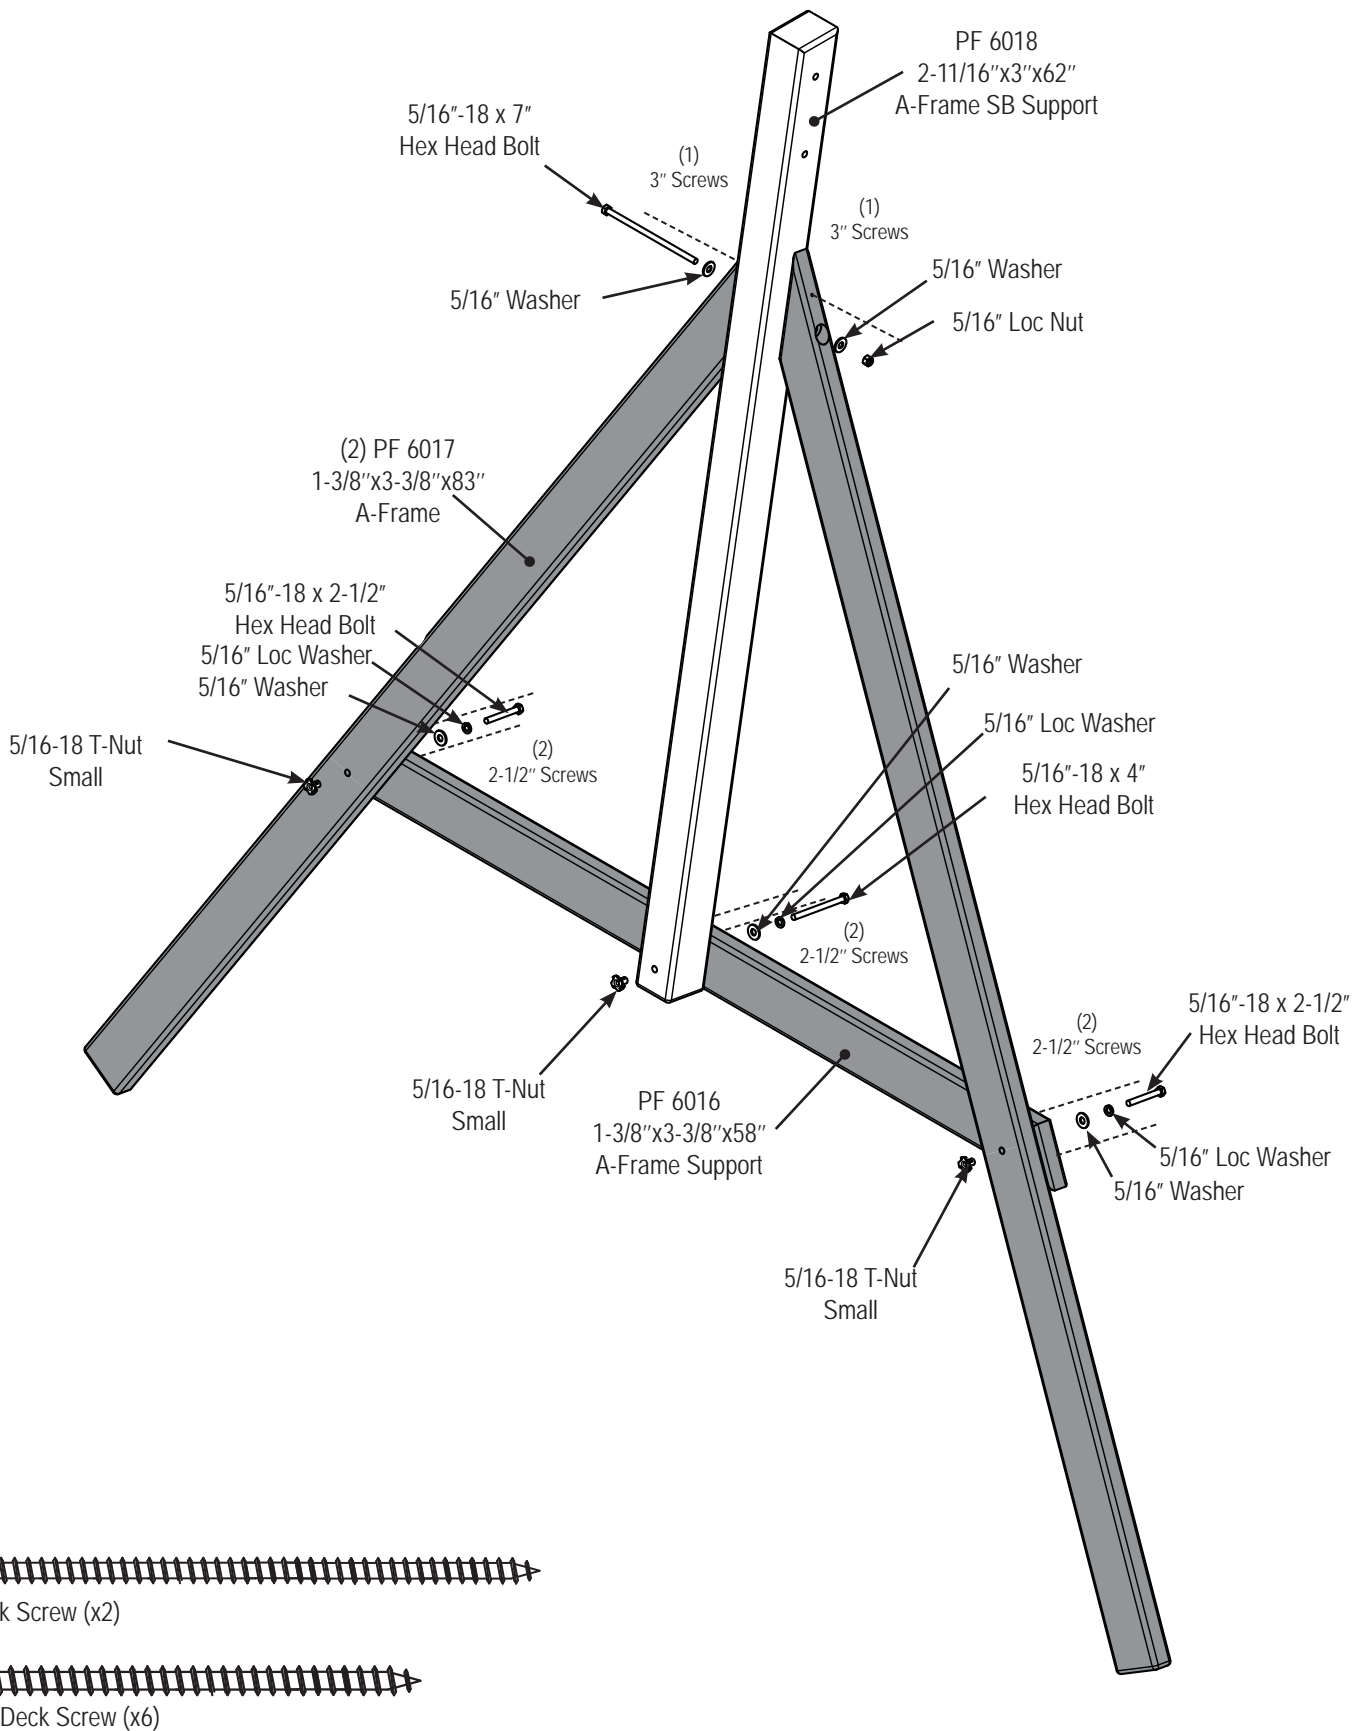 PF 6018
2-11/16"x3"x62"
A-Frame SB Support
5/16"-18 x 7"
Hex Head Bolt
(1)
3" Screws
(1)
3" Screws
5/16" Washer
5/16" Washer
5/16" Loc Nut
(2) PF 6017
1-3/8"x3-3/8"x83"
A-Frame
5/16"-18 x 2-1/2"
Hex Head Bolt
5/16" Loc Washer
5/16" Washer
5/16-18 T-Nut
Small
(2)
2-1/2" Screws
5/16" Washer
5/16" Loc Washer
5/16"-18 x 4"
Hex Head Bolt
(2)
2-1/2" Screws
5/16"-18 x 2-1/2"
Hex Head Bolt
(2)
2-1/2" Screws
5/16-18 T-Nut
Small
PF 6016
1-3/8"x3-3/8"x58"
A-Frame Support
5/16" Loc Washer
5/16" Washer
5/16-18 T-Nut
Small
k Screw (x2)
Deck Screw (x6)